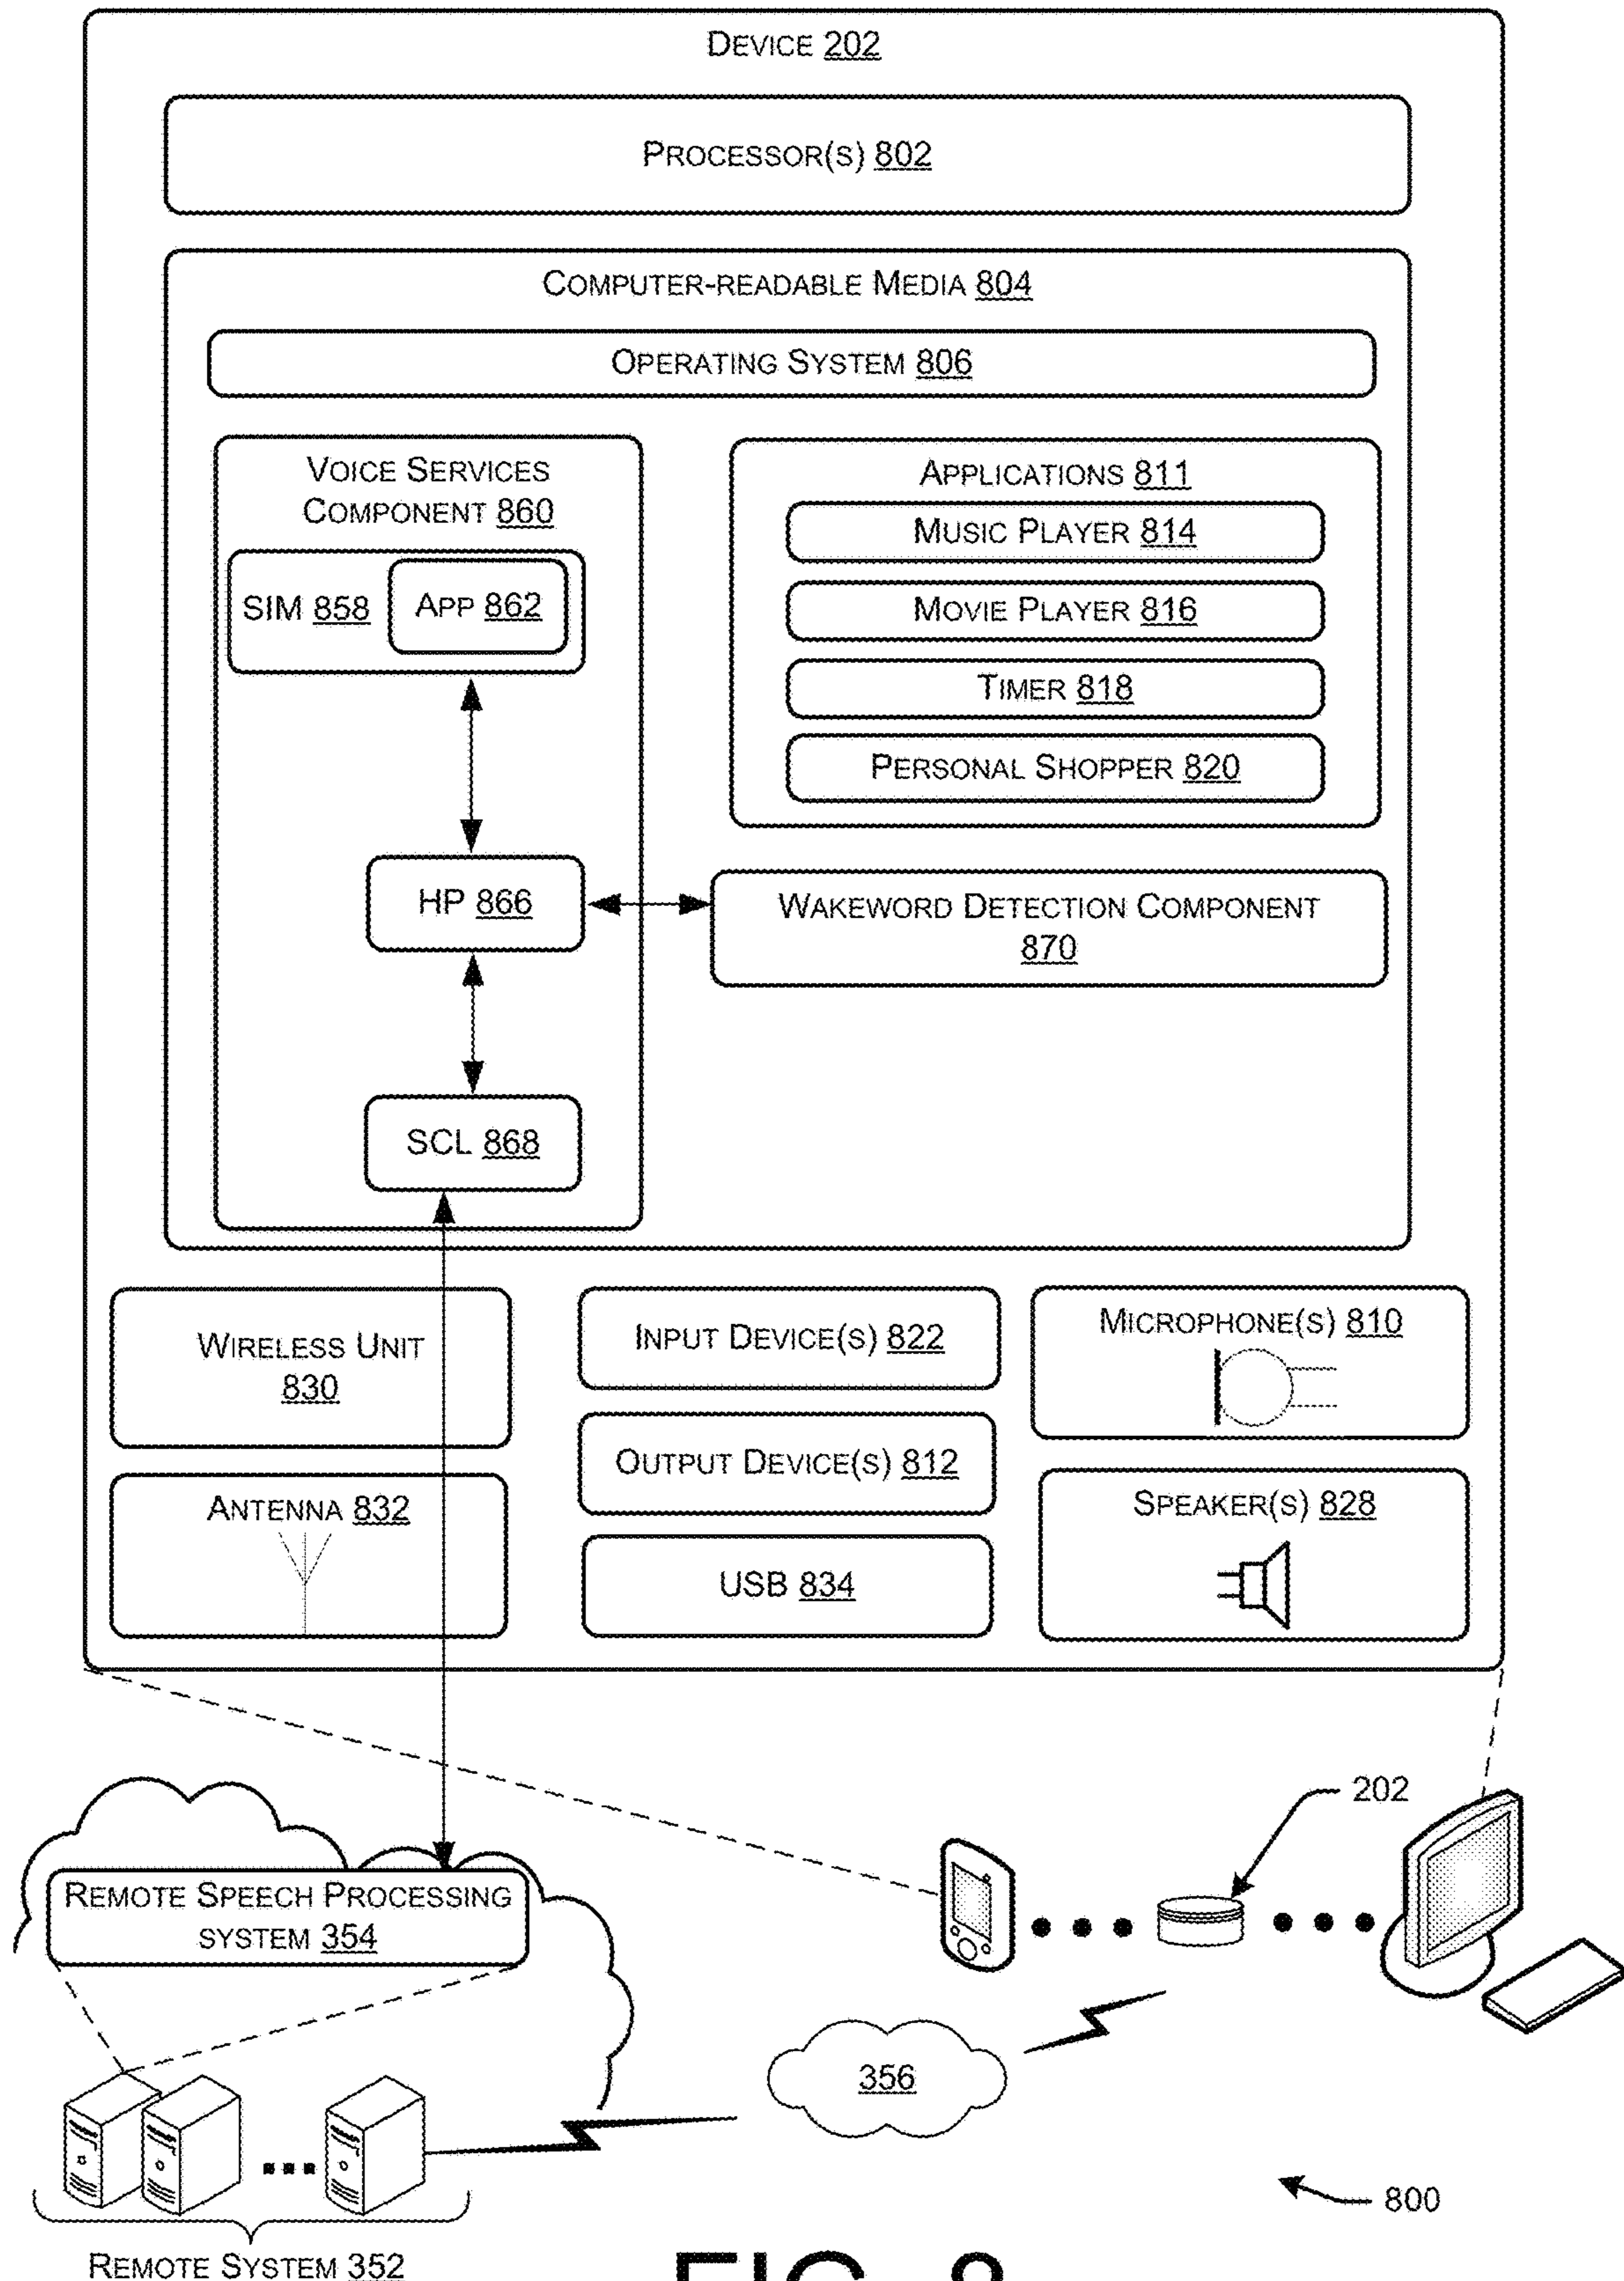 DEVICE 202
PROCESSOR(S) 802
COMPUTER-READABLE MEDIA 804
OPERATING SYSTEM 806
VOICE SERVICES
COMPONENT 860
SIM 858
APP 862
APPLICATIONS 811
MUSIC PLAYER 814
MOVIE PLAYER 816
TIMER 818
PERSONAL SHOPPER 820
HP 866
WAKEWORD DETECTION COMPONENT
870
SCL 868
WIRELESS UNIT
830
INPUT DEVICE(S) 822
MICROPHONE(S) 810
OUTPUT DEVICE(S) 812
ANTENNA 832
SPEAKER(S) 828
USB 834
202
REMOTE SPEECH PROCESSING
SYSTEM 354
356
800
REMOTE SYSTEM 352
FIG. 8